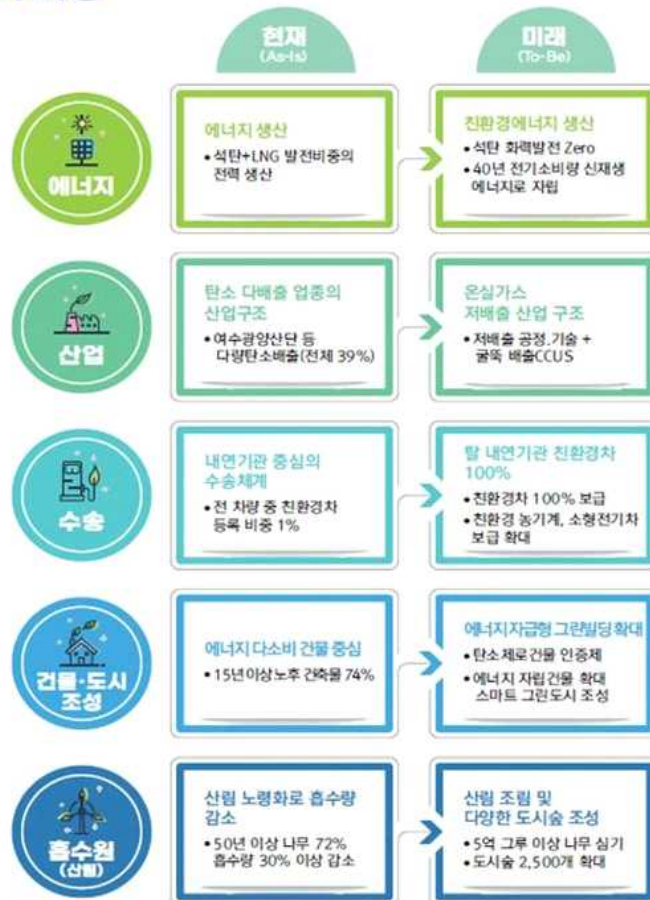 현재
(As-Is)
미래
(To-Be)
에너지
에너지 생산
• 석탄+LNG 발전비중의
전력 생산
친환경에너지 생산
• 석탄 화력발전 Zero
• 40년 전기소비량 신재생
에너지로 자립
산업
탄소 다배출 업종의
산업구조
• 여수광양산단 등
다량탄소배출(전체 39%)
온실가스
저배출 산업 구조
• 저배출 공정.기술 +
굴뚝 배출CCUS
수송
내연기관 중심의
수송체계
• 전 차량 중 친환경차
등록 비중 1%
탈 내연기관 친환경차
100%
• 친환경차 100% 보급
• 친환경 농기계, 소형전기차
보급 확대
건물·도시
조성
에너지 다소비 건물 중심
• 15년이상노후 건축물 74%
에너지자급형 그린빌딩 확대
• 탄소제로건물 인증제
• 에너지 자립건물 확대
스마트 그린도시 조성
흡수원
(산림)
산림 노령화로 흡수량
감소
• 50년 이상 나무 72%
흡수량 30% 이상 감소
산림 조림 및
다양한 도시숲 조성
• 5억 그루 이상 나무 심기
• 도시숲 2,500개 확대